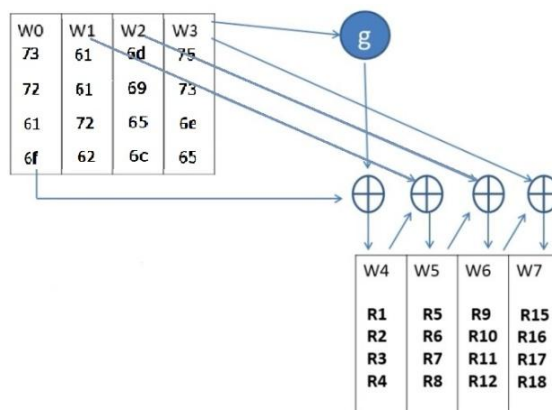 W0 W1 W2 W3
73 61 6d 75
72 61 69 73
61 72 65 6e
6f 62 6c 65
g
W4 W5 W6 W7
R1 R5 R9 R15
R2 R6 R10 R16
R3 R7 R11 R17
R4 R8 R12 R18